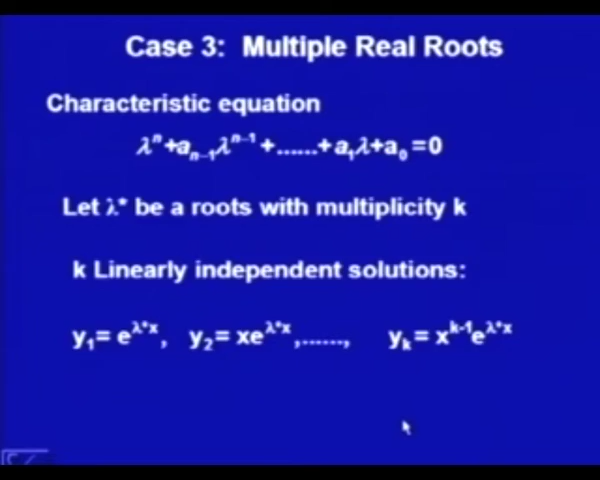 Case 3: Multiple Real Roots
Characteristic equation
λⁿ+aₙ₋₁λⁿ⁻¹+......+a₁λ+a₀=0
Let λ* be a roots with multiplicity k
k Linearly independent solutions:
y₁= e^{λ*x}, y₂= xe^{λ*x},......, yₖ= x^{k-1}e^{λ*x}